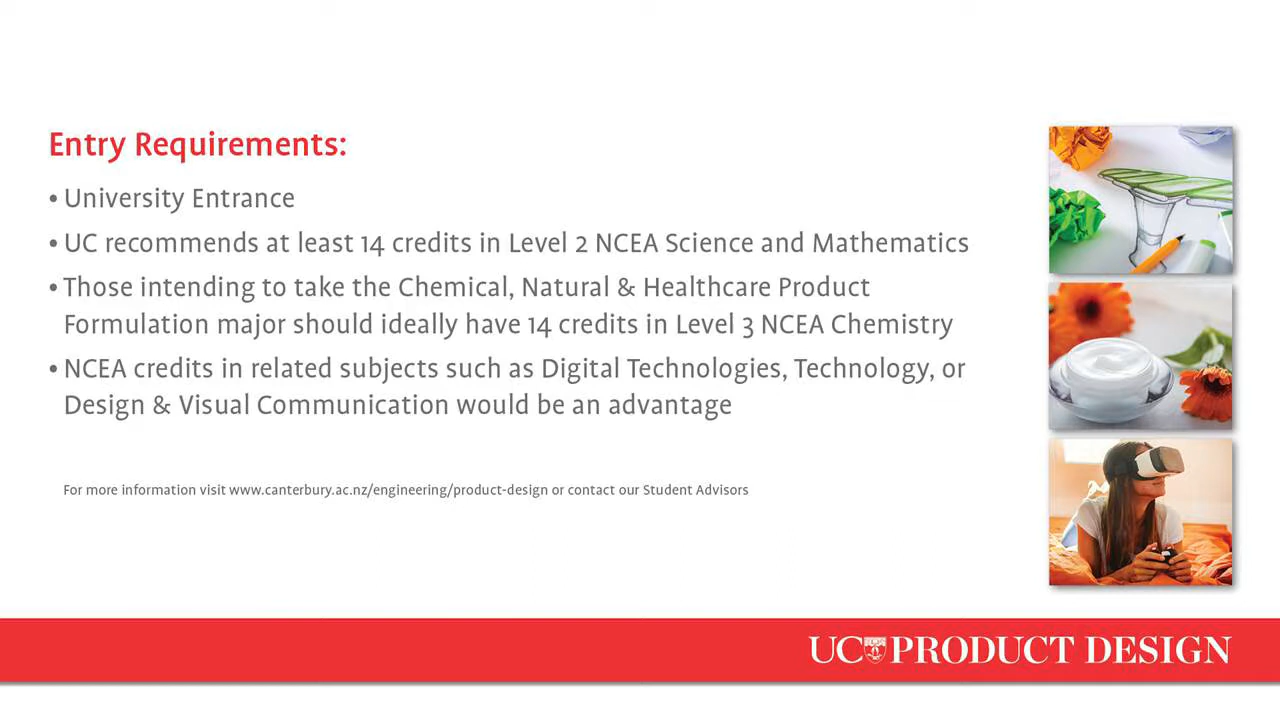 Entry Requirements:
• University Entrance
• UC recommends at least 14 credits in Level 2 NCEA Science and Mathematics
• Those intending to take the Chemical, Natural & Healthcare Product
Formulation major should ideally have 14 credits in Level 3 NCEA Chemistry
• NCEA credits in related subjects such as Digital Technologies, Technology, or
Design & Visual Communication would be an advantage
For more information visit www.canterbury.ac.nz/engineering/product-design or contact our Student Advisors
UC PRODUCT DESIGN